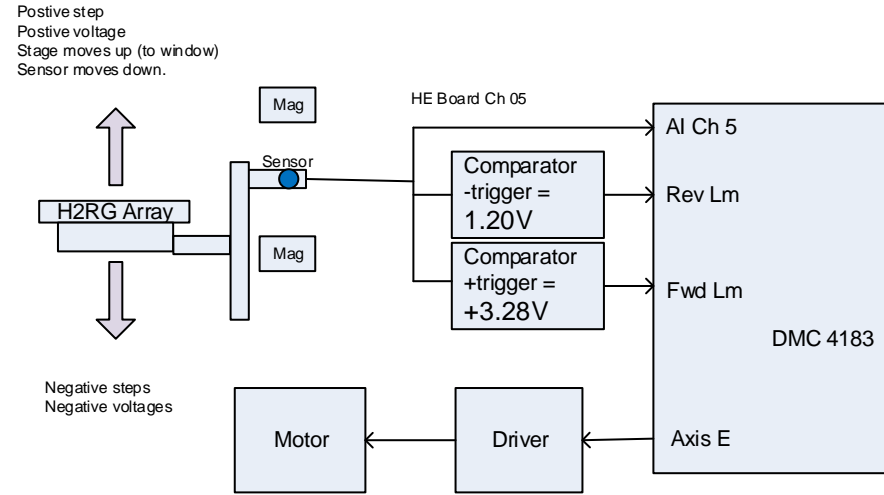 Postive step
Postive voltage
Stage moves up (to window)
Sensor moves down.
Mag
HE Board Ch 05
AI Ch 5
Sensor
Comparator
-trigger =
1.20V
Rev Lm
H2RG Array
Mag
Comparator
+trigger =
+3.28V
Fwd Lm
DMC 4183
Negative steps
Negative voltages
Motor
Driver
Axis E